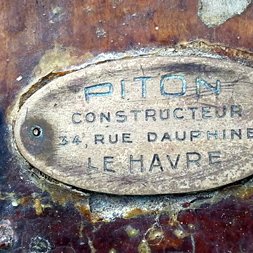 PITON
CONSTRUCTEUR
34, RUE DAUPHINE
LE HAVRE